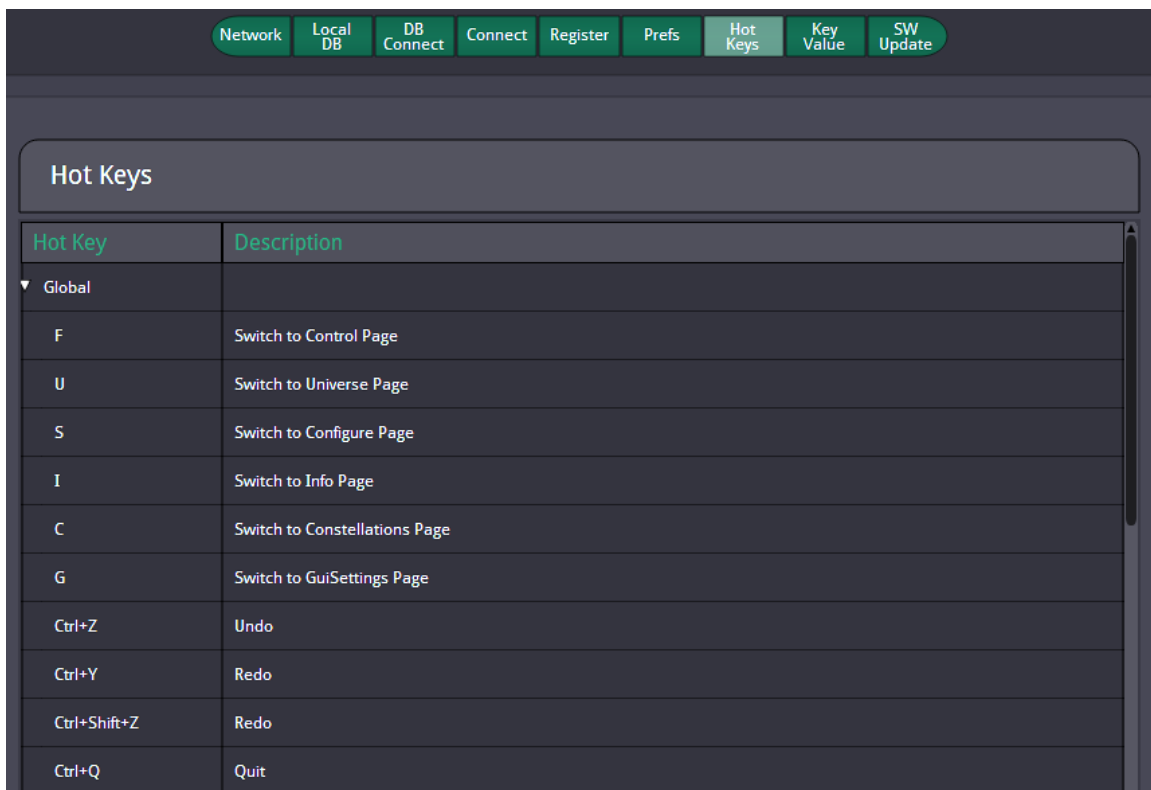 Network Local DB DB Connect Connect Register Prefs Hot Keys Key Value SW Update
Hot Keys
Hot Key Description
Global
F Switch to Control Page
U Switch to Universe Page
S Switch to Configure Page
I Switch to Info Page
C Switch to Constellations Page
G Switch to GuiSettings Page
Ctrl+Z Undo
Ctrl+Y Redo
Ctrl+Shift+Z Redo
Ctrl+Q Quit